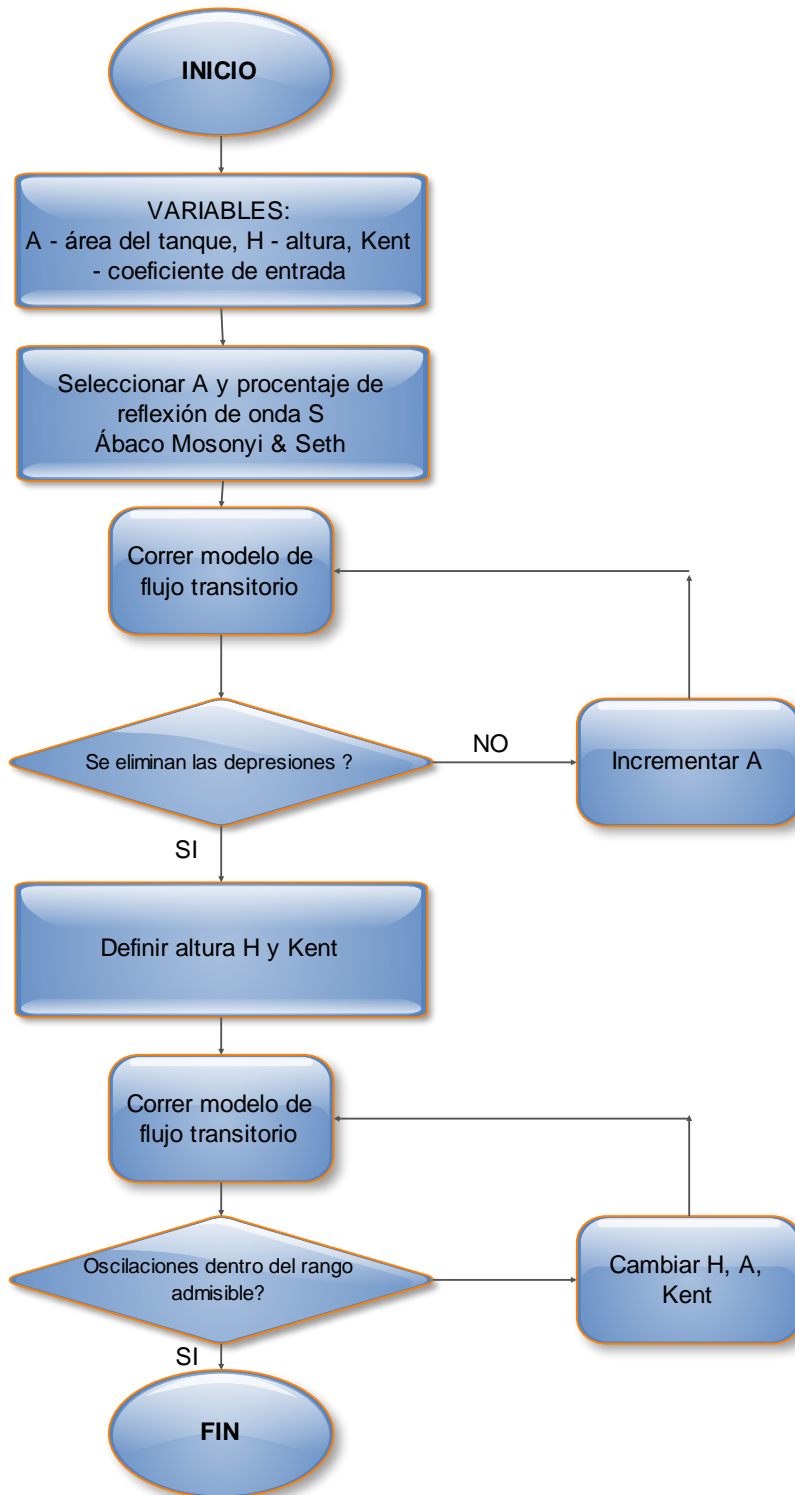 INICIO
VARIABLES:
A - área del tanque, H - altura, Kent
- coeficiente de entrada
Seleccionar A y procentaje de
reflexión de onda S
Ábaco Mosonyi & Seth
Correr modelo de
flujo transitorio
Se eliminan las depresiones ?
NO
Incrementar A
SI
Definir altura H y Kent
Correr modelo de
flujo transitorio
Oscilaciones dentro del rango
admisible?
Cambiar H, A,
Kent
SI
FIN